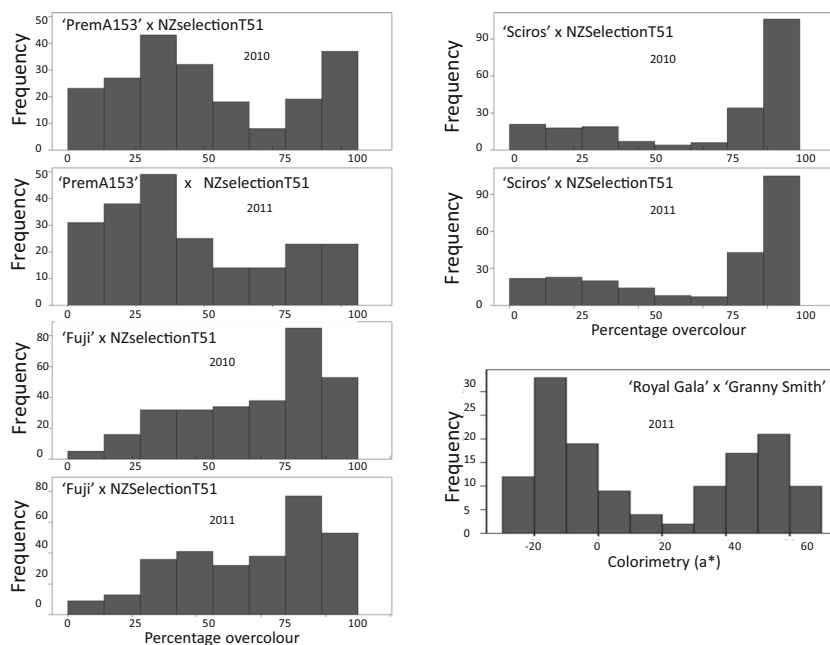 ‘PremA153’ x NZselectionT51
2010
Frequency
50
40
30
20
10
0
0 25 50 75 100
‘PremA153’ x NZselectionT51
2011
Frequency
50
40
30
20
10
0
0 25 50 75 100
‘Fuji’ x NZselectionT51
2010
Frequency
80
60
40
20
0
0 25 50 75 100
‘Fuji’ x NZSelectionT51
2011
Frequency
80
60
40
20
0
0 25 50 75 100
Percentage overcolour
‘Sciros’ x NZSelectionT51
2010
Frequency
90
60
30
0
0 25 50 75 100
‘Sciros’ x NZSelectionT51
2011
Frequency
90
60
30
0
0 25 50 75 100
Percentage overcolour
‘Royal Gala’ x ‘Granny Smith’
2011
Frequency
30
25
20
15
10
5
0
-20 0 20 40 60
Colorimetry (a*)